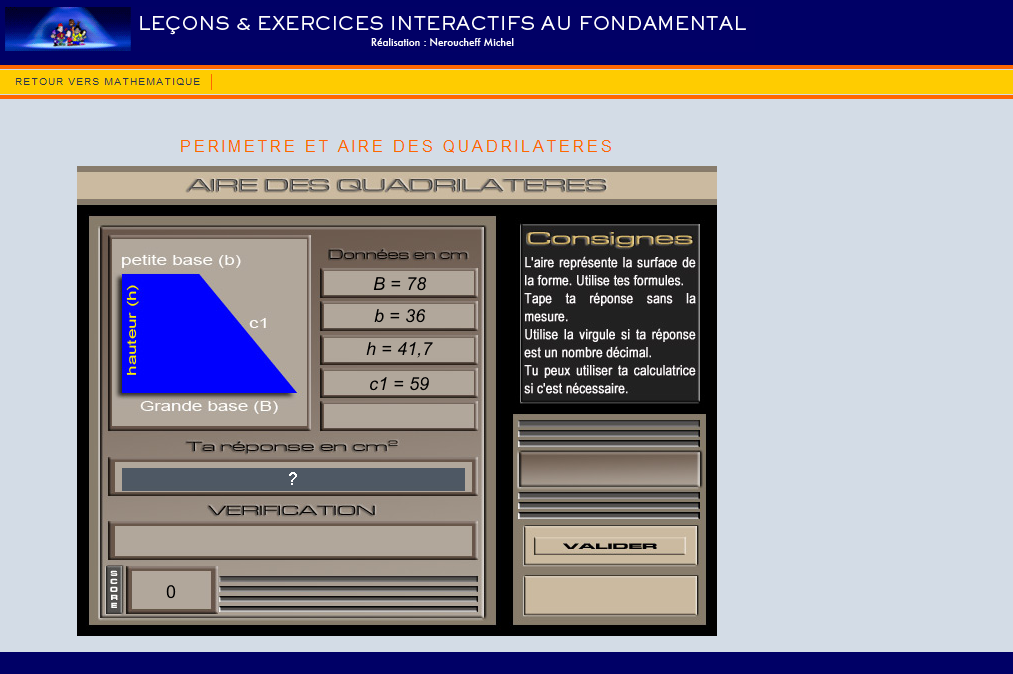 LEÇONS & EXERCICES INTERACTIFS AU FONDAMENTAL
Réalisation : Neroucheff Michel
RETOUR VERS MATHEMATIQUE
PERIMETRE ET AIRE DES QUADRILATERES
AIRE DES QUADRILATERES
petite base (b)
hauteur (h)
c1
Grande base (B)
Données en cm
B = 78
b = 36
h = 41,7
c1 = 59
Ta réponse en cm²
?
VERIFICATION
SCORE
0
Consignes
L'aire représente la surface de
la forme. Utilise tes formules.
Tape ta réponse sans la
mesure.
Utilise la virgule si ta réponse
est un nombre décimal.
Tu peux utiliser ta calculatrice
si c'est nécessaire.
VALIDER